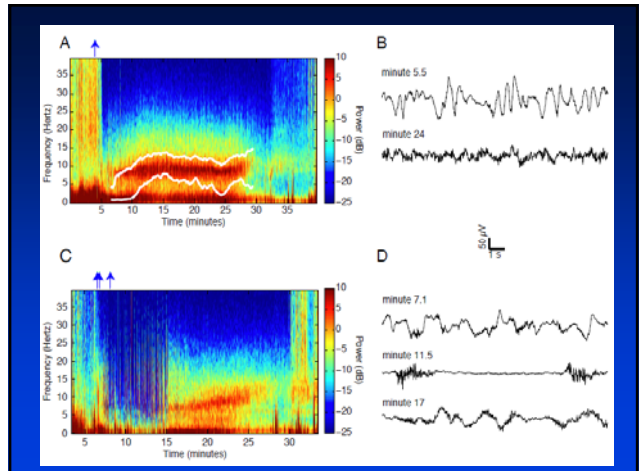 A
Frequency (Hertz)
35
30
25
20
15
10
5
0
5
10
15
20
25
30
35
Time (minutes)
10
5
0
−5
−10
−15
−20
−25
Power (dB)
B
minute 5.5
minute 24
50 µV
1 s
C
Frequency (Hertz)
35
30
25
20
15
10
5
0
5
10
15
20
25
30
Time (minutes)
10
5
0
−5
−10
−15
−20
−25
Power (dB)
D
minute 7.1
minute 11.5
minute 17